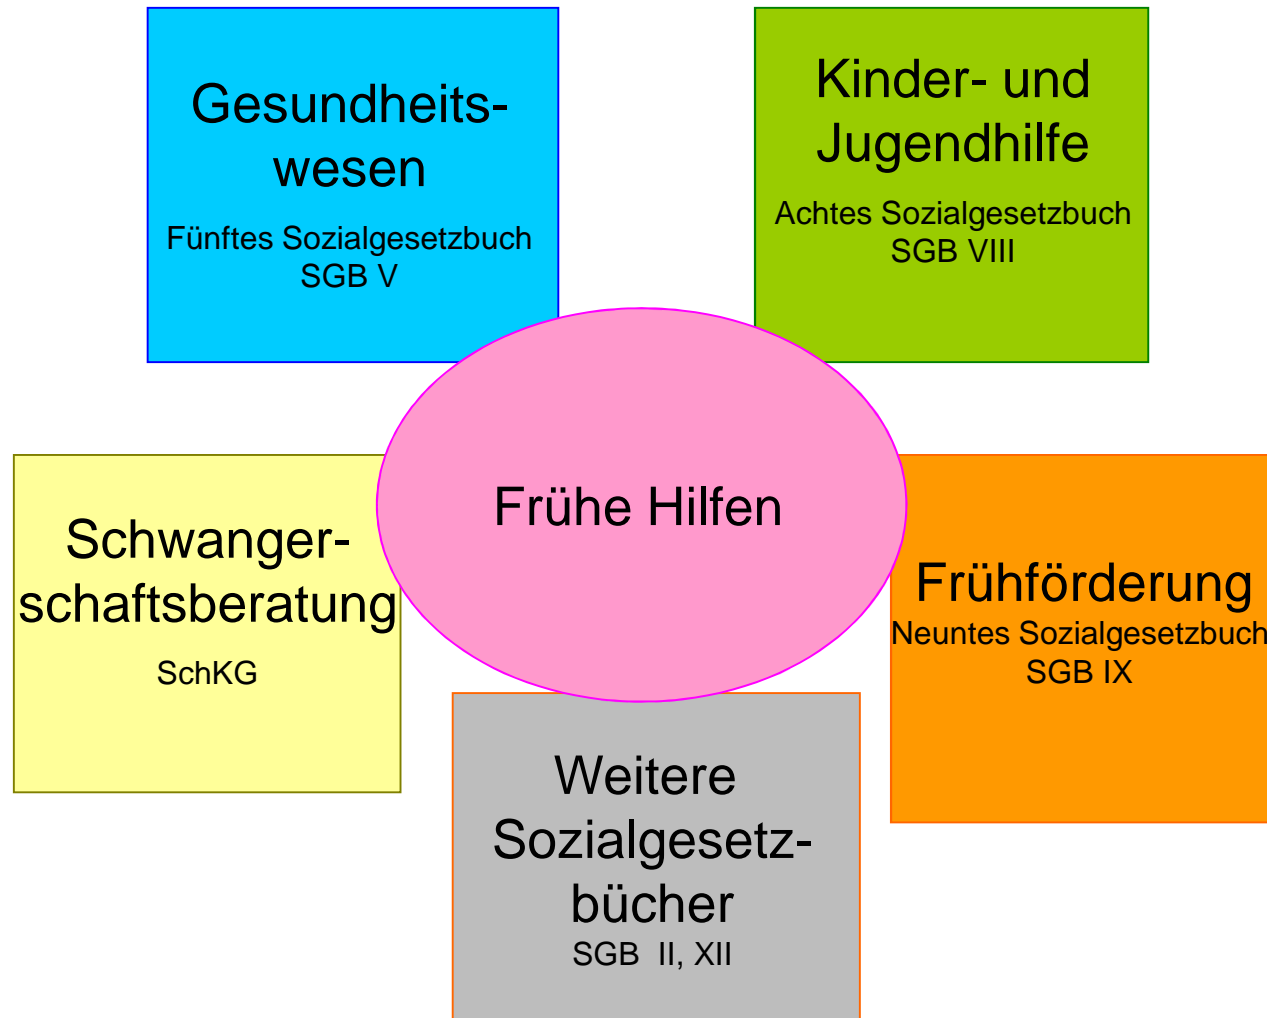 Gesundheits-
wesen
Fünftes Sozialgesetzbuch
SGB V
Kinder- und
Jugendhilfe
Achtes Sozialgesetzbuch
SGB VIII
Frühe Hilfen
Schwanger-
schaftsberatung
SchKG
Frühförderung
Neuntes Sozialgesetzbuch
SGB IX
Weitere
Sozialgesetz-
bücher
SGB  II, XII